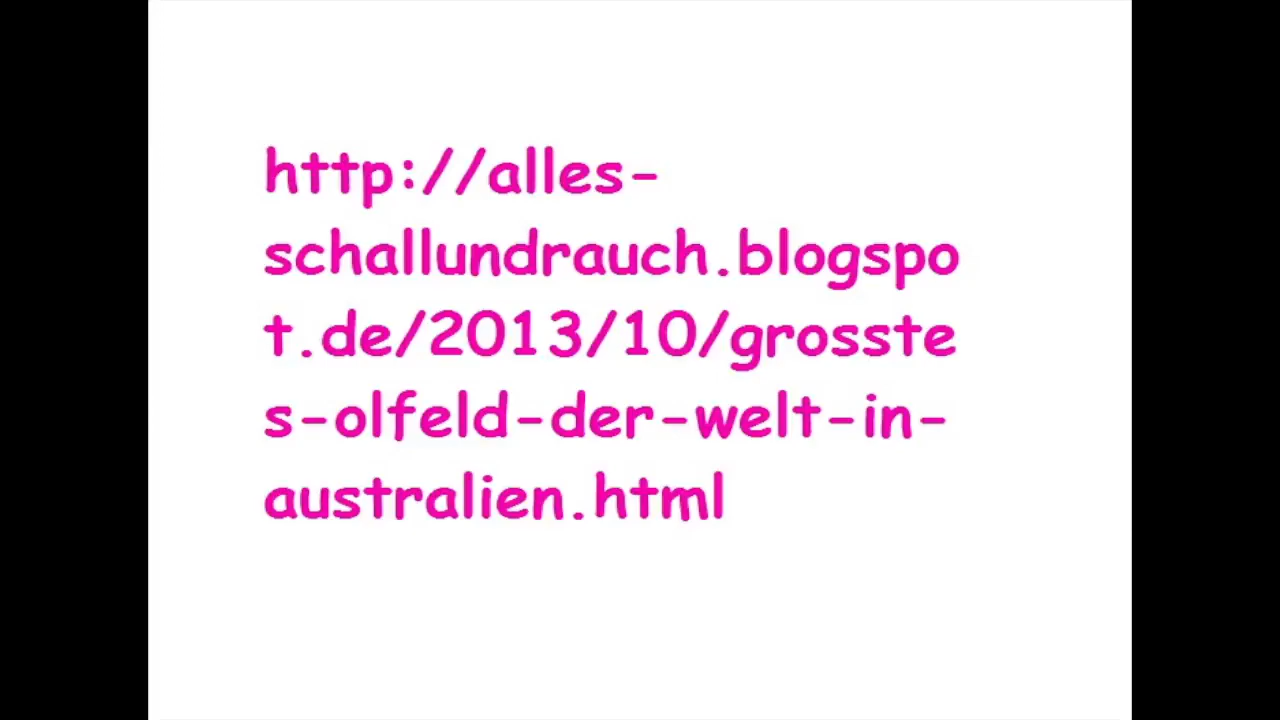 http://alles-
schallundrauch.blogspo
t.de/2013/10/grosste
s-olfeld-der-welt-in-
australien.html